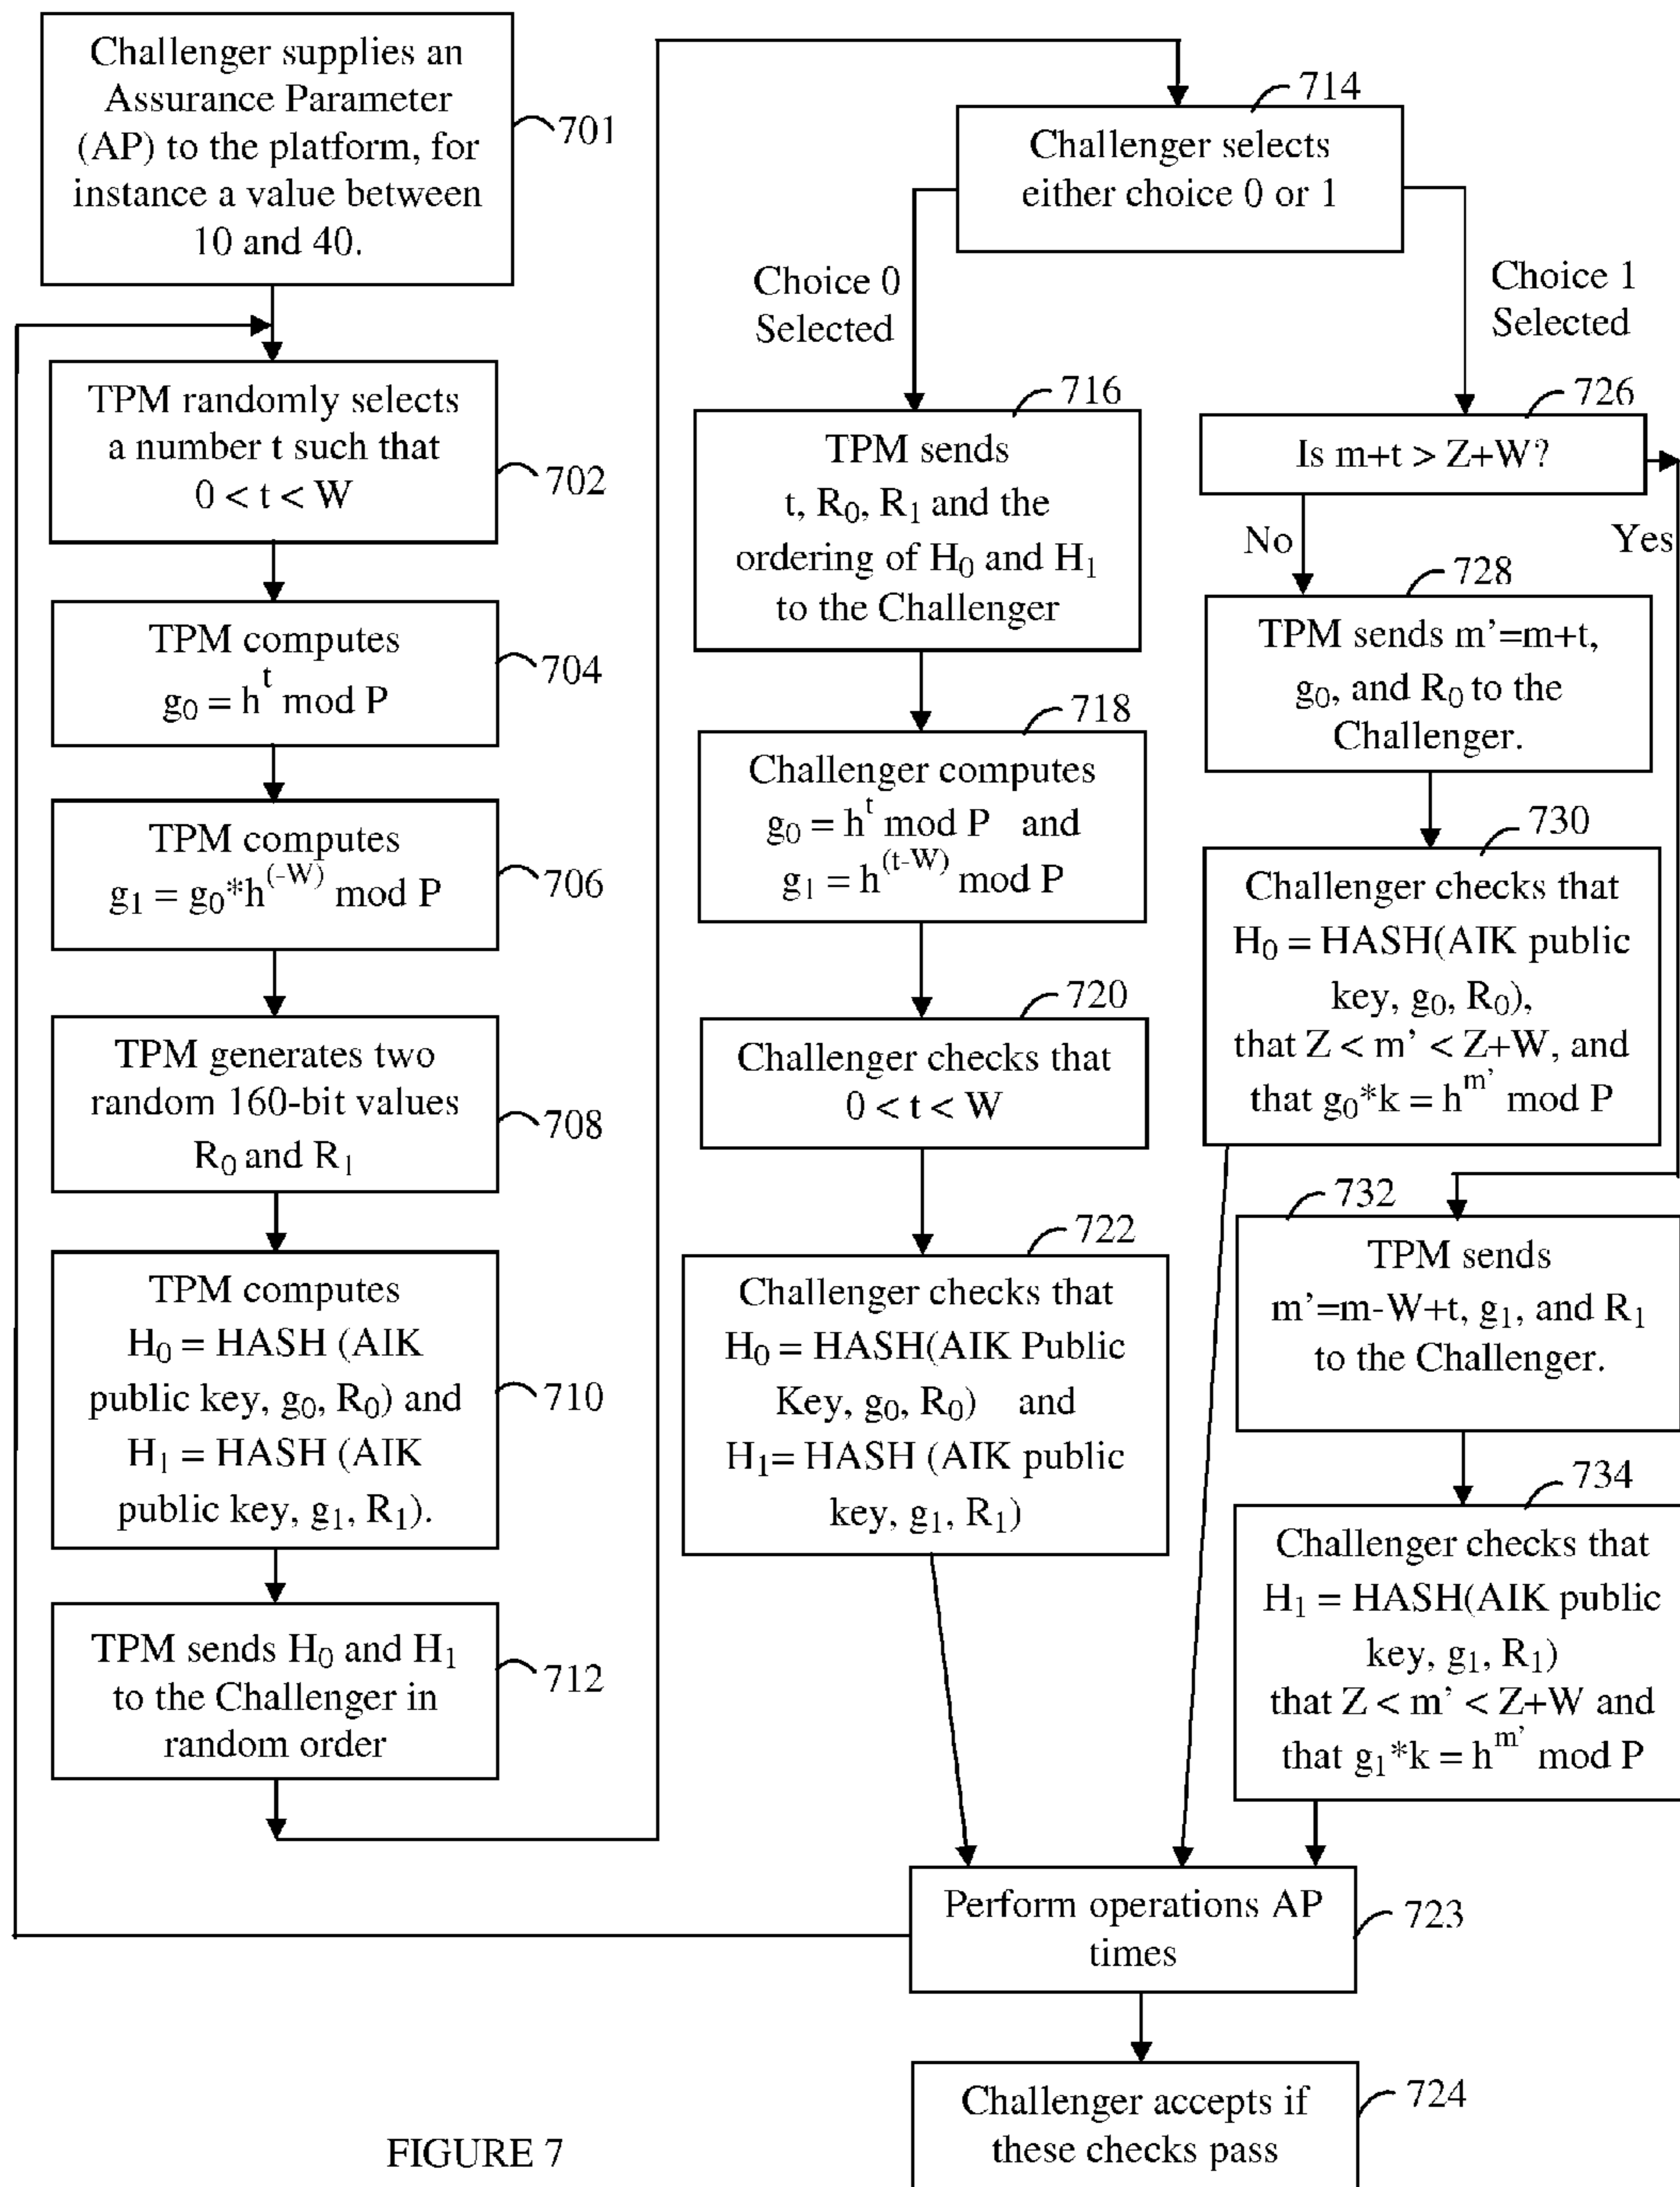 Challenger supplies an
Assurance Parameter
(AP) to the platform, for
instance a value between
10 and 40.
701
TPM randomly selects
a number t such that
0 < t < W
702
TPM computes
g₀ = hᵗ mod P
704
TPM computes
g₁ = g₀*h⁽⁻ᵂ⁾ mod P
706
TPM generates two
random 160-bit values
R₀ and R₁
708
TPM computes
H₀ = HASH (AIK
public key, g₀, R₀) and
H₁ = HASH (AIK
public key, g₁, R₁).
710
TPM sends H₀ and H₁
to the Challenger in
random order
712
714
Challenger selects
either choice 0 or 1
Choice 0
Selected
Choice 1
Selected
716
TPM sends
t, R₀, R₁ and the
ordering of H₀ and H₁
to the Challenger
718
Challenger computes
g₀ = hᵗ mod P and
g₁ = h⁽ᵗ⁻ᵂ⁾ mod P
720
Challenger checks that
0 < t < W
722
Challenger checks that
H₀ = HASH(AIK Public
Key, g₀, R₀) and
H₁= HASH (AIK public
key, g₁, R₁)
726
Is m+t > Z+W?
No
Yes
728
TPM sends m’=m+t,
g₀, and R₀ to the
Challenger.
730
Challenger checks that
H₀ = HASH(AIK public
key, g₀, R₀),
that Z < m’ < Z+W, and
that g₀*k = hᵐ’ mod P
732
TPM sends
m’=m-W+t, g₁, and R₁
to the Challenger.
734
Challenger checks that
H₁ = HASH(AIK public
key, g₁, R₁)
that Z < m’ < Z+W and
that g₁*k = hᵐ’ mod P
Perform operations AP
times
723
Challenger accepts if
these checks pass
724
FIGURE 7